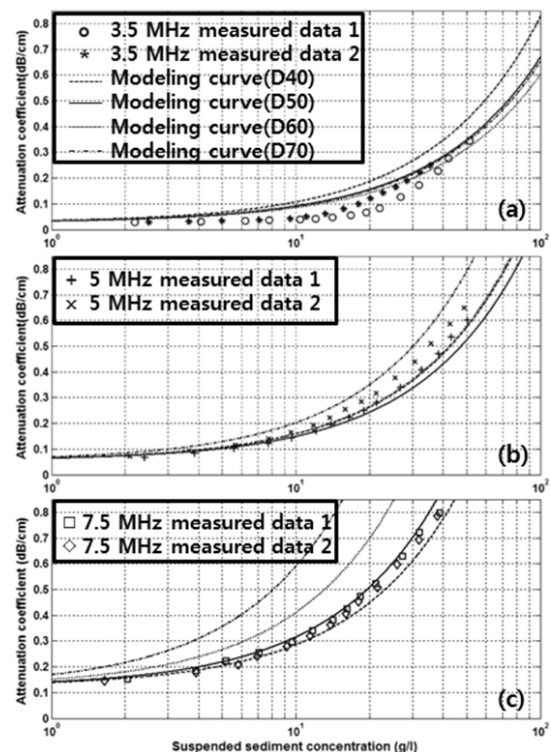 0.8
0.7
0.6
0.5
0.4
0.3
0.2
0.1
0
Attenuation coefficient(dB/cm)
3.5 MHz measured data 1
3.5 MHz measured data 2
Modeling curve(D40)
Modeling curve(D50)
Modeling curve(D60)
Modeling curve(D70)
(a)
10⁰
10¹
10²
0.8
0.7
0.6
0.5
0.4
0.3
0.2
0.1
0
Attenuation coefficient(dB/cm)
5 MHz measured data 1
5 MHz measured data 2
(b)
10⁰
10¹
10²
0.8
0.7
0.6
0.5
0.4
0.3
0.2
0.1
0
Attenuation coefficient (dB/cm)
7.5 MHz measured data 1
7.5 MHz measured data 2
(c)
10⁰
10¹
10²
Suspended sediment concentration (g/l)